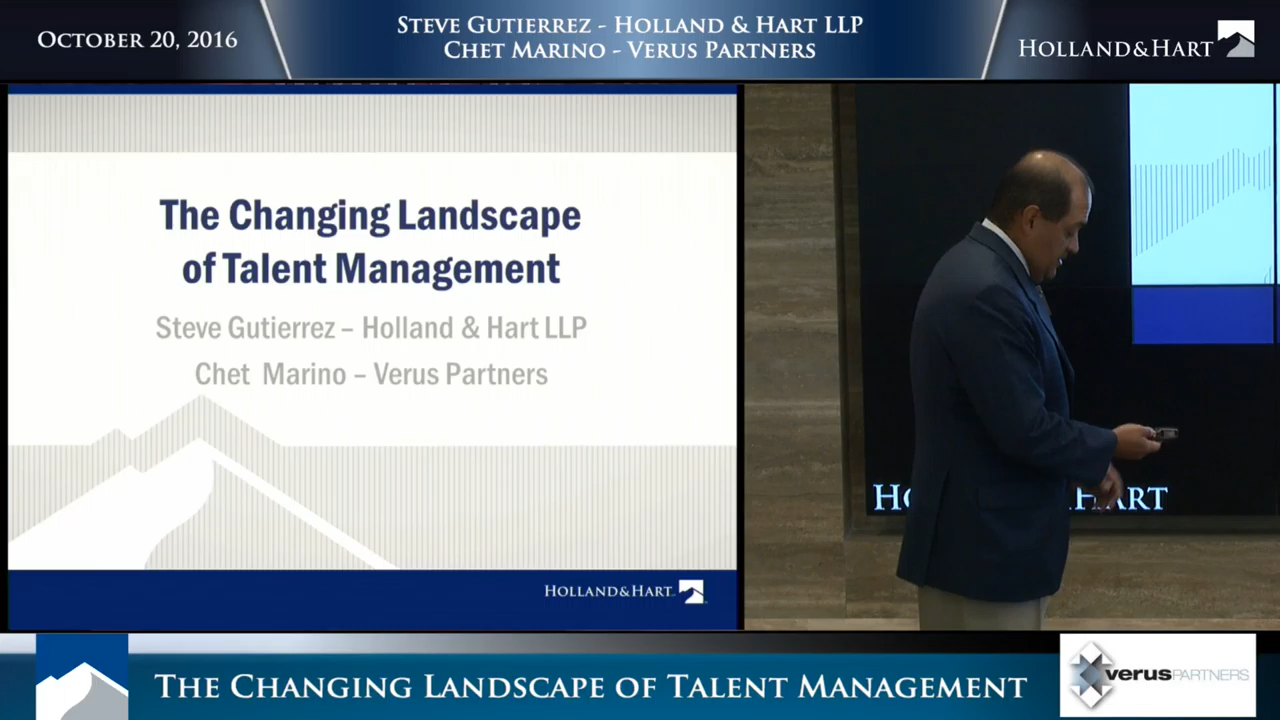 October 20, 2016
Steve Gutierrez - Holland & Hart LLP
Chet Marino - Verus Partners
Holland&Hart
The Changing Landscape
of Talent Management
Steve Gutierrez – Holland & Hart LLP
Chet Marino – Verus Partners
Holland&Hart
The Changing Landscape of Talent Management
verusPARTNERS